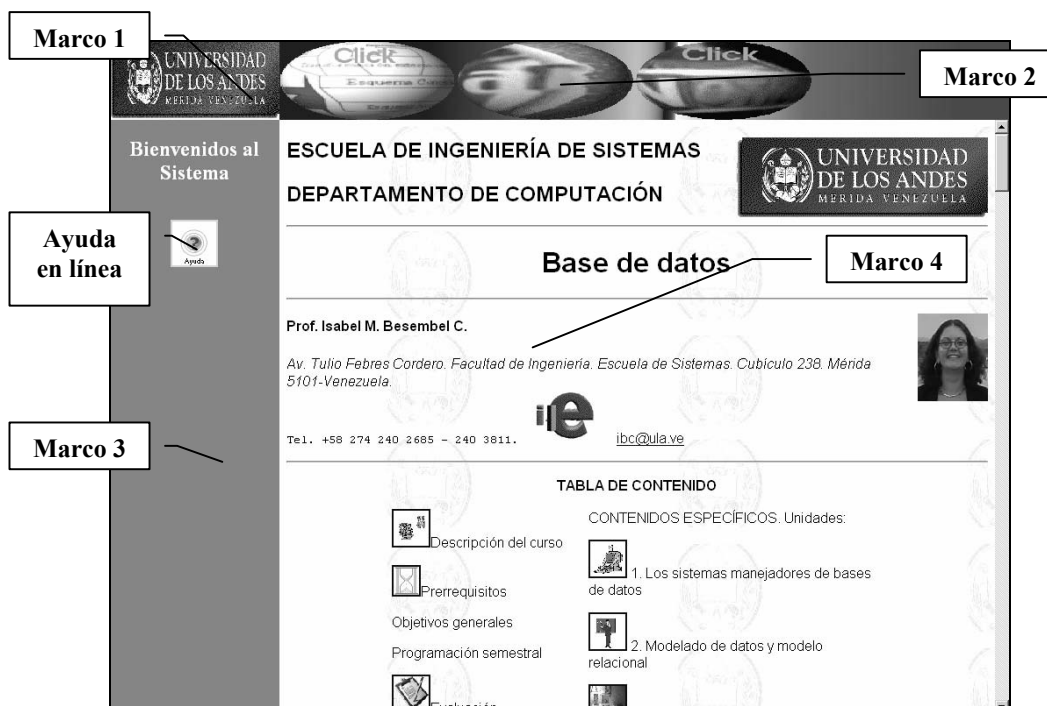 Marco 1
UNIVERSIDAD
DE LOS ANDES
MERIDA VENEZUELA
Click
Esquema
Click
Marco 2
Bienvenidos al
Sistema
Ayuda
en línea
Ayuda
Marco 3
ESCUELA DE INGENIERÍA DE SISTEMAS
DEPARTAMENTO DE COMPUTACIÓN
UNIVERSIDAD
DE LOS ANDES
MERIDA VENEZUELA
Base de datos
Marco 4
Prof. Isabel M. Besembel C.
Av. Tulio Febres Cordero. Facultad de Ingeniería. Escuela de Sistemas. Cubículo 238. Mérida
5101-Venezuela.
Tel. +58 274 240 2685 - 240 3811.
ibc@ula.ve
TABLA DE CONTENIDO
Descripción del curso
Prerrequisitos
Objetivos generales
Programación semestral
Evaluación
CONTENIDOS ESPECÍFICOS. Unidades:
1. Los sistemas manejadores de bases
de datos
2. Modelado de datos y modelo
relacional